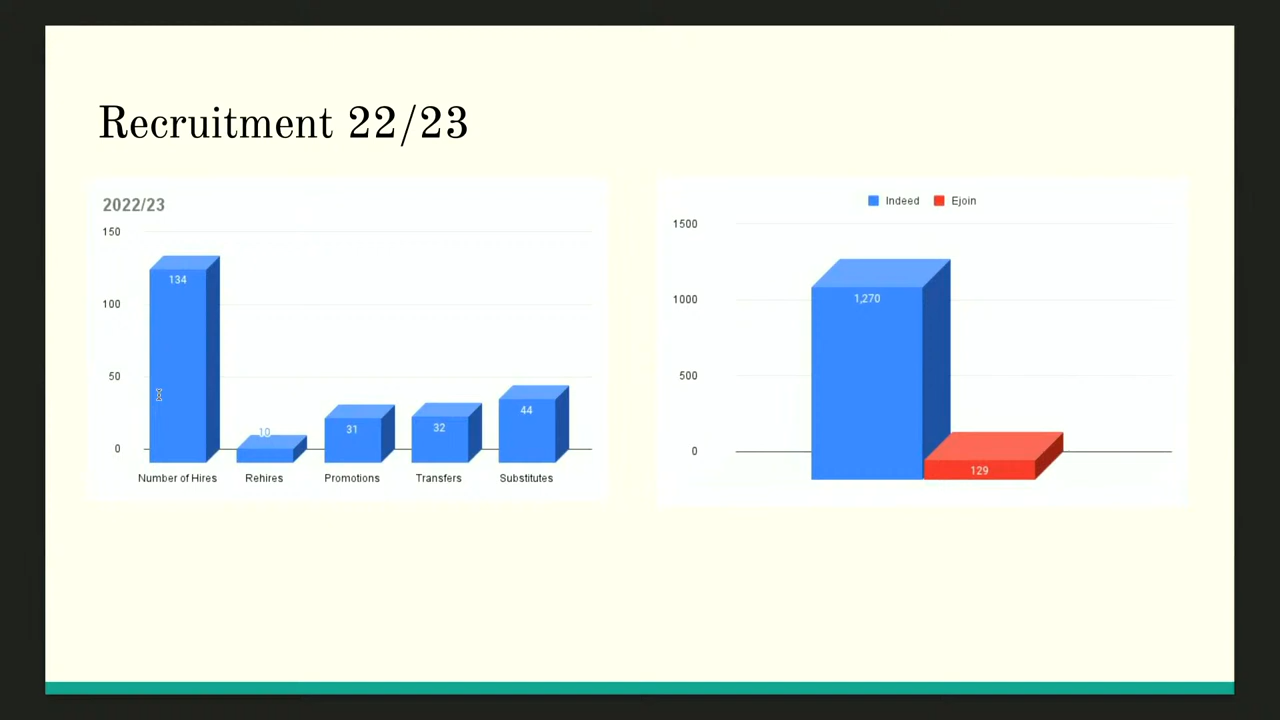 Recruitment 22/23
2022/23
150
100
50
0
134
10
31
32
44
Number of Hires
Rehires
Promotions
Transfers
Substitutes
Indeed
Ejoin
1500
1000
500
0
1,270
129